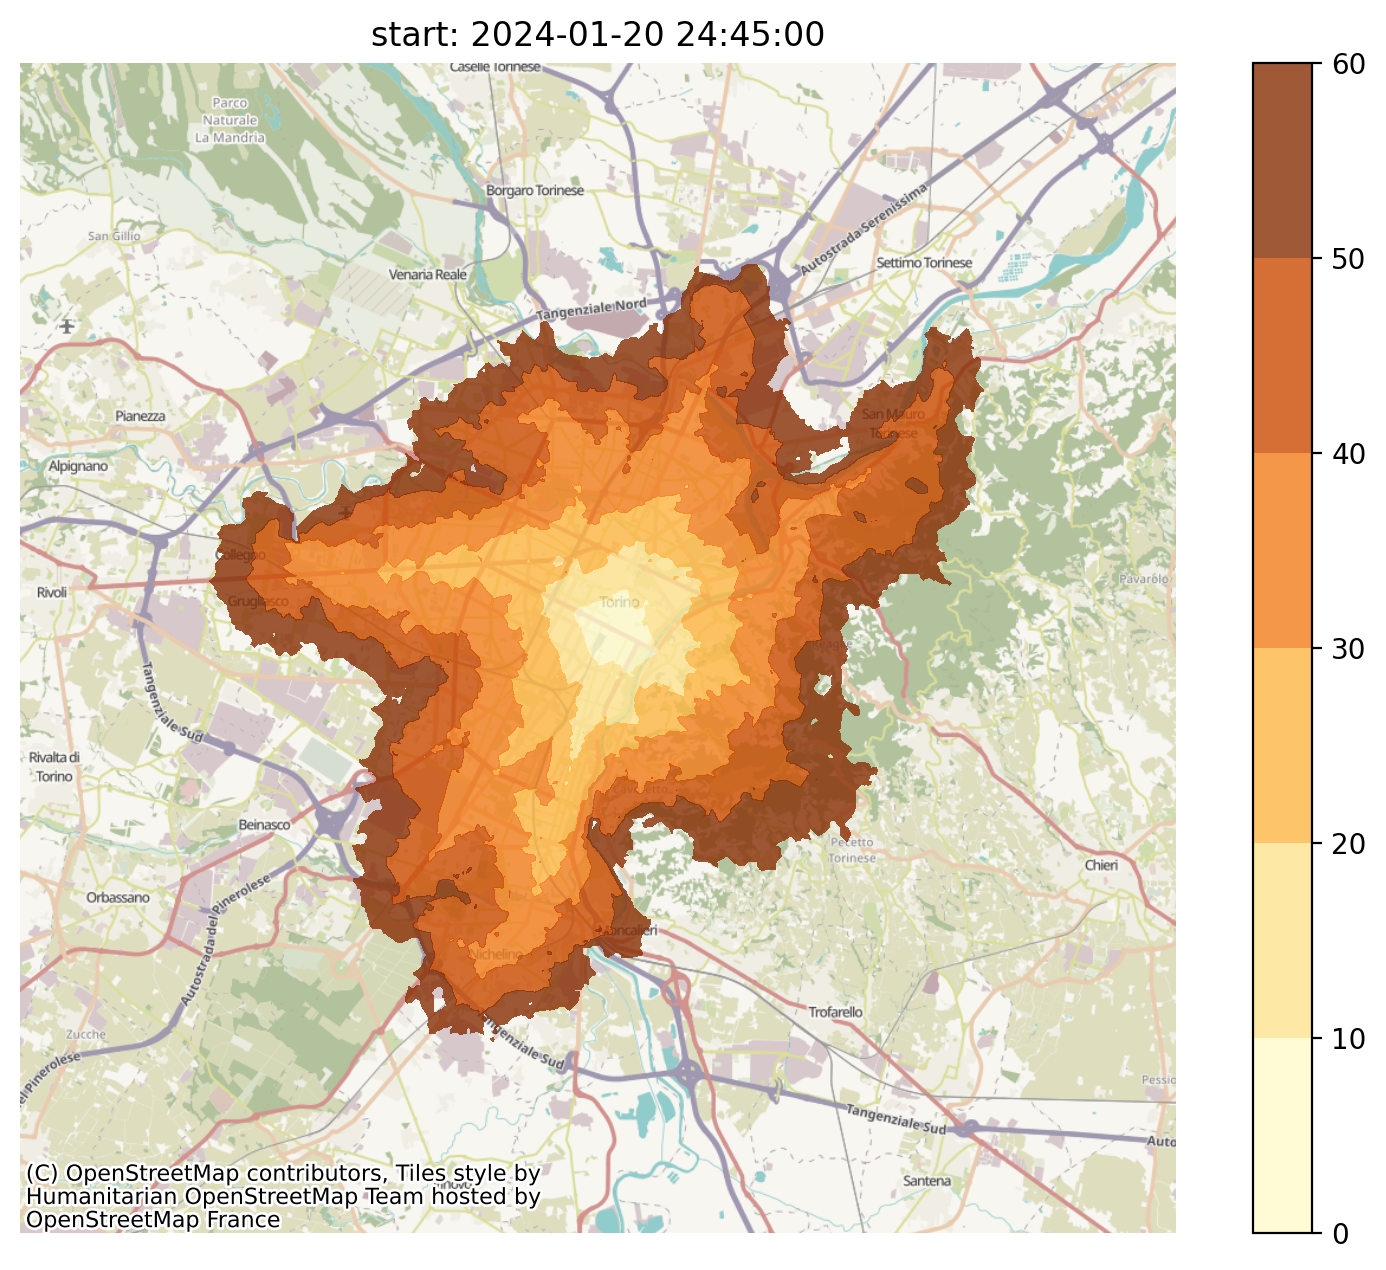 start: 2024-01-20 24:45:00
Caselle Torinese
Parco
Naturale
La Mandria
Borgaro Torinese
San Gillio
Venaria Reale
Autostrada Serenissima
Settimo Torinese
Tangenziale Nord
Pianezza
San Mauro
Torinese
Alpignano
Collegno
Rivoli
Grugliasco
Torino
Pavarolo
Tangenziale Sud
Rivalta di
Torino
Cavoretto
Beinasco
Pecetto
Torinese
Chieri
Orbassano
Autostrada del Pinerolese
Moncalieri
Nichelino
Trofarello
Zucche
Tangenziale Sud
Pessio
Tangenziale Sud
Auto
Santena
(C) OpenStreetMap contributors, Tiles style by
Humanitarian OpenStreetMap Team hosted by
OpenStreetMap France
60
50
40
30
20
10
0